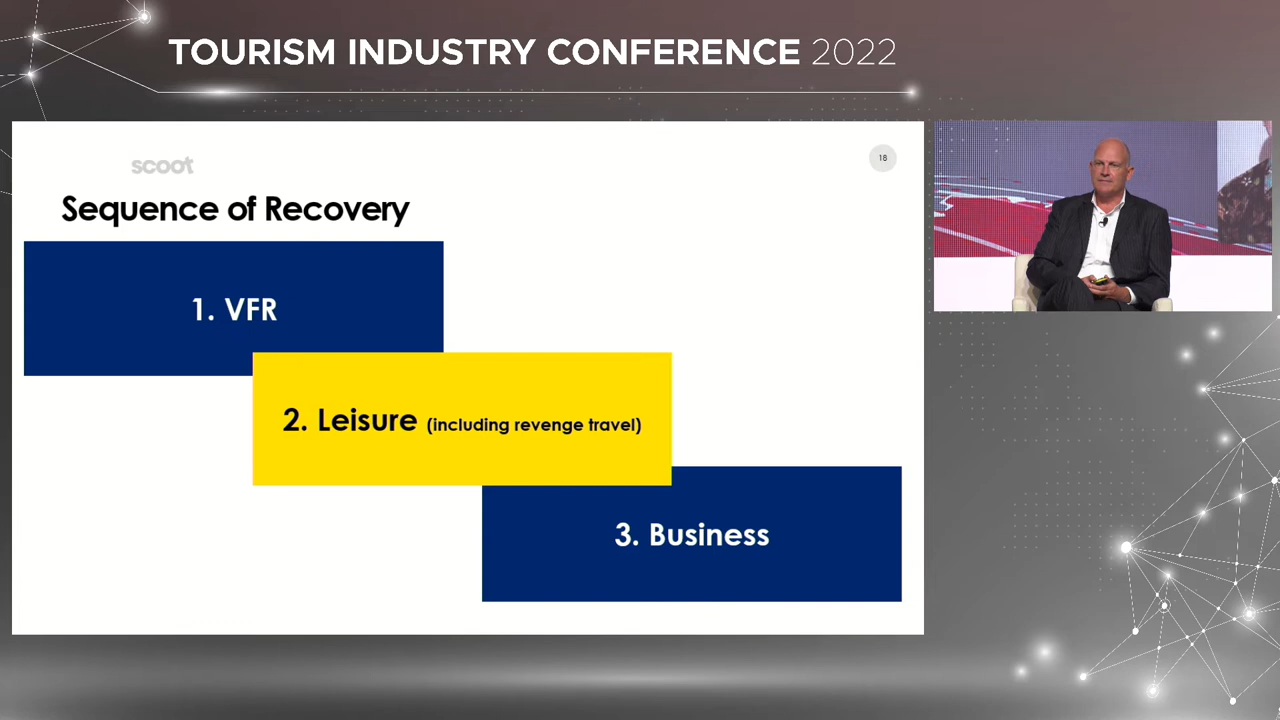 TOURISM INDUSTRY CONFERENCE 2022
scoot
18
Sequence of Recovery
1. VFR
2. Leisure (including revenge travel)
3. Business